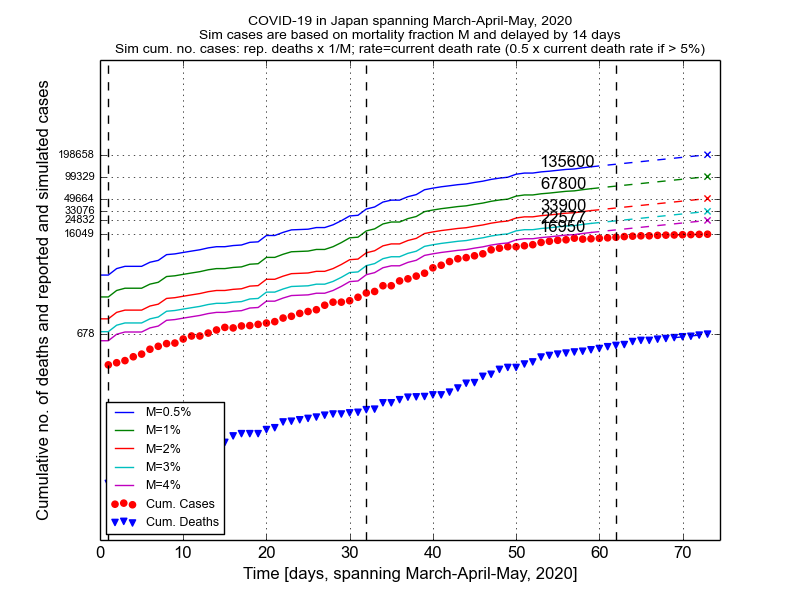 COVID-19 in Japan spanning March-April-May, 2020
Sim cases are based on mortality fraction M and delayed by 14 days
Sim cum. no. cases: rep. deaths x 1/M; rate=current death rate (0.5 x current death rate if > 5%)
Cumulative no. of deaths and reported and simulated cases
198658
99329
49664
33076
24832
16049
678
135600
67800
33900
22577
16950
M=0.5%
M=1%
M=2%
M=3%
M=4%
Cum. Cases
Cum. Deaths
0 10 20 30 40 50 60 70
Time [days, spanning March-April-May, 2020]